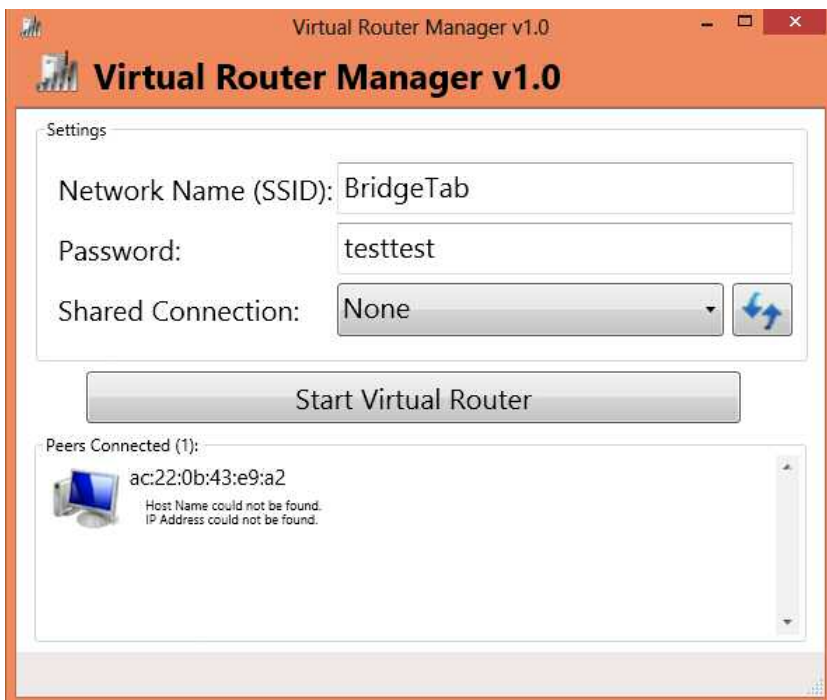 Virtual Router Manager v1.0
Virtual Router Manager v1.0
Settings
Network Name (SSID): BridgeTab
Password: testtest
Shared Connection: None
Start Virtual Router
Peers Connected (1):
ac:22:0b:43:e9:a2
Host Name could not be found.
IP Address could not be found.